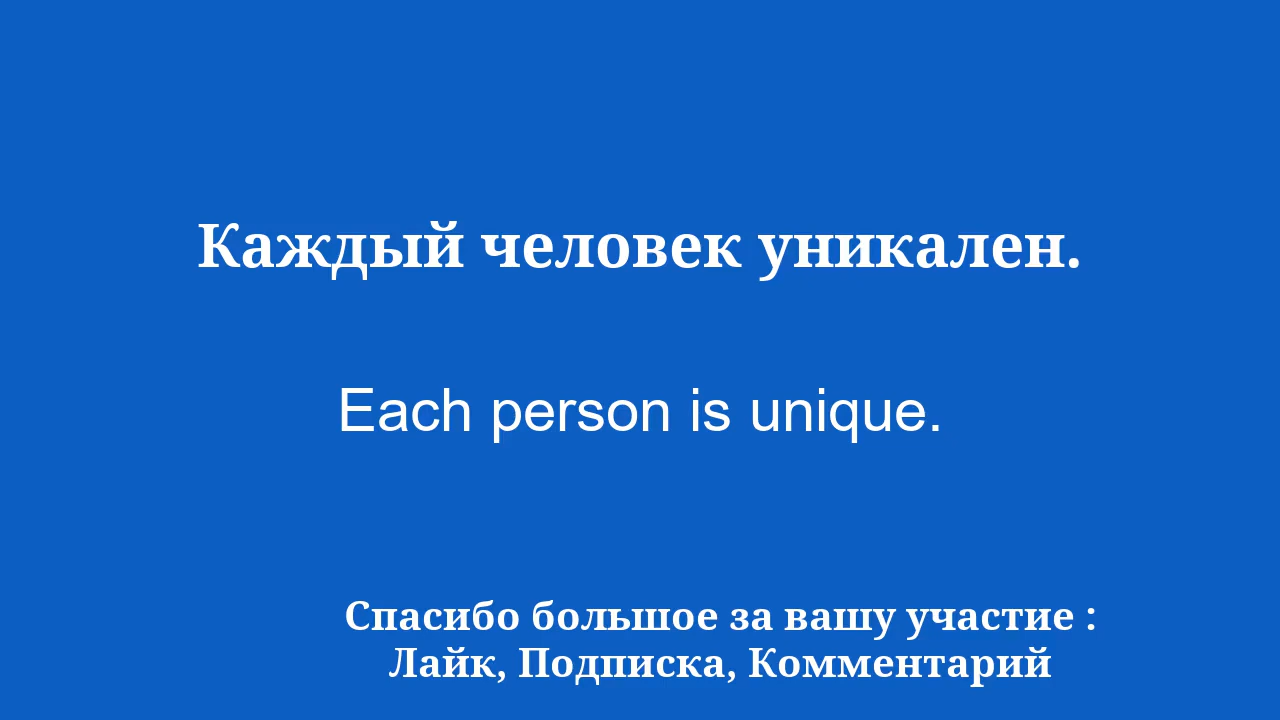 Каждый человек уникален.
Each person is unique.
Спасибо большое за вашу участие :
Лайк, Подписка, Комментарий